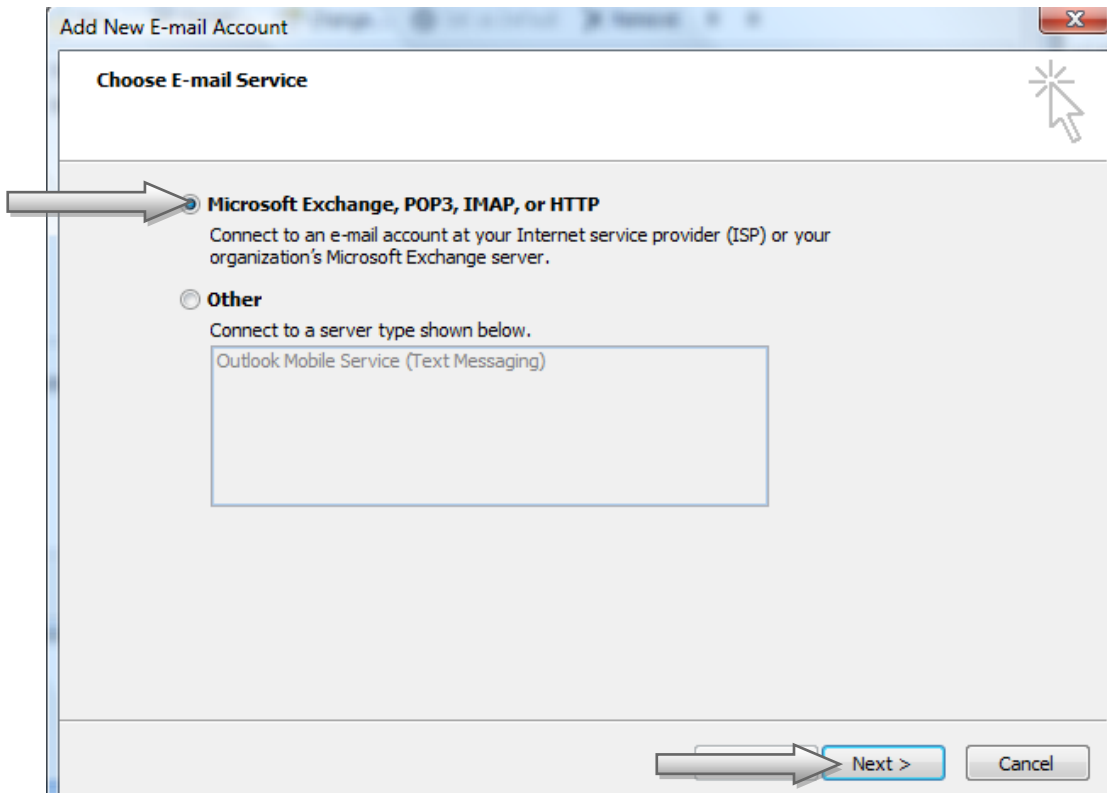 Add New E-mail Account
Choose E-mail Service
Microsoft Exchange, POP3, IMAP, or HTTP
Connect to an e-mail account at your Internet service provider (ISP) or your
organization's Microsoft Exchange server.
Other
Connect to a server type shown below.
Outlook Mobile Service (Text Messaging)
Next >
Cancel